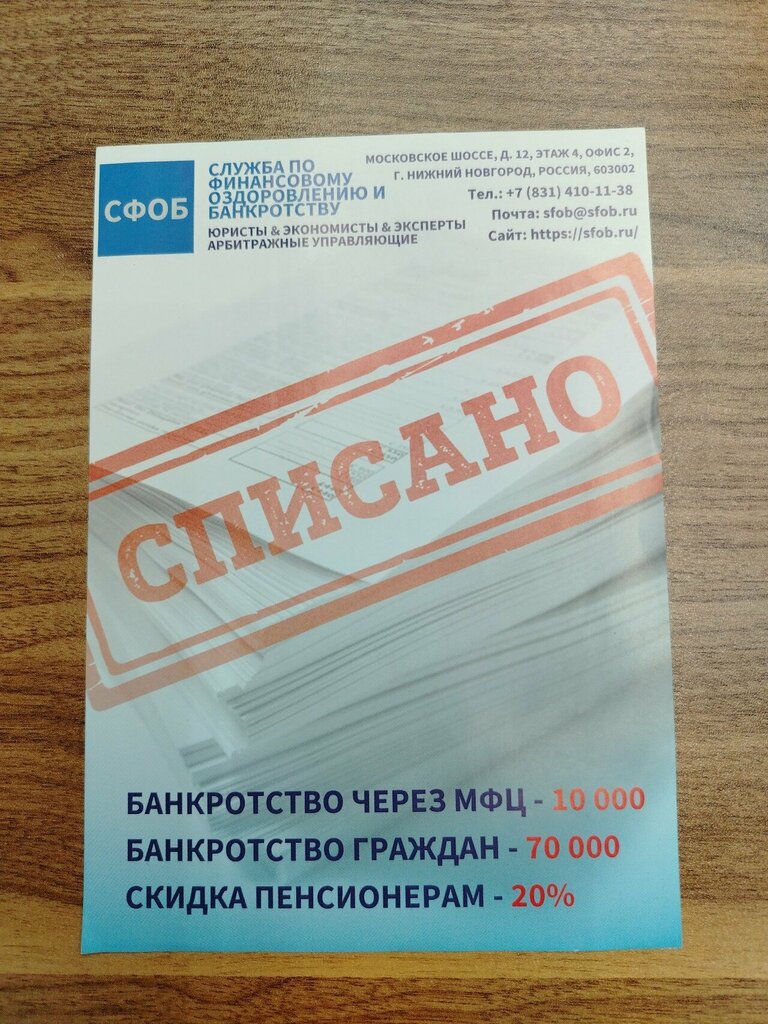 СФОБ
СЛУЖБА ПО
ФИНАНСОВОМУ
ОЗДОРОВЛЕНИЮ И
БАНКРОТСТВУ
ЮРИСТЫ & ЭКОНОМИСТЫ & ЭКСПЕРТЫ
АРБИТРАЖНЫЕ УПРАВЛЯЮЩИЕ
МОСКОВСКОЕ ШОССЕ, Д. 12, ЭТАЖ 4, ОФИС 2,
Г. НИЖНИЙ НОВГОРОД, РОССИЯ, 603002
Тел.: +7 (831) 410-11-38
Почта: sfob@sfob.ru
Сайт: https://sfob.ru/
СПИСАНО
БАНКРОТСТВО ЧЕРЕЗ МФЦ - 10 000
БАНКРОТСТВО ГРАЖДАН - 70 000
СКИДКА ПЕНСИОНЕРАМ - 20%